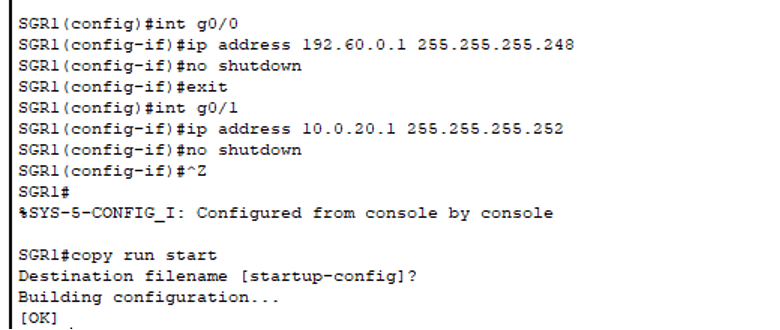 SGR1(config)#int g0/0
SGR1(config-if)#ip address 192.60.0.1 255.255.255.248
SGR1(config-if)#no shutdown
SGR1(config-if)#exit
SGR1(config)#int g0/1
SGR1(config-if)#ip address 10.0.20.1 255.255.255.252
SGR1(config-if)#no shutdown
SGR1(config-if)#^Z
SGR1#
%SYS-5-CONFIG_I: Configured from console by console
SGR1#copy run start
Destination filename [startup-config]?
Building configuration...
[OK]